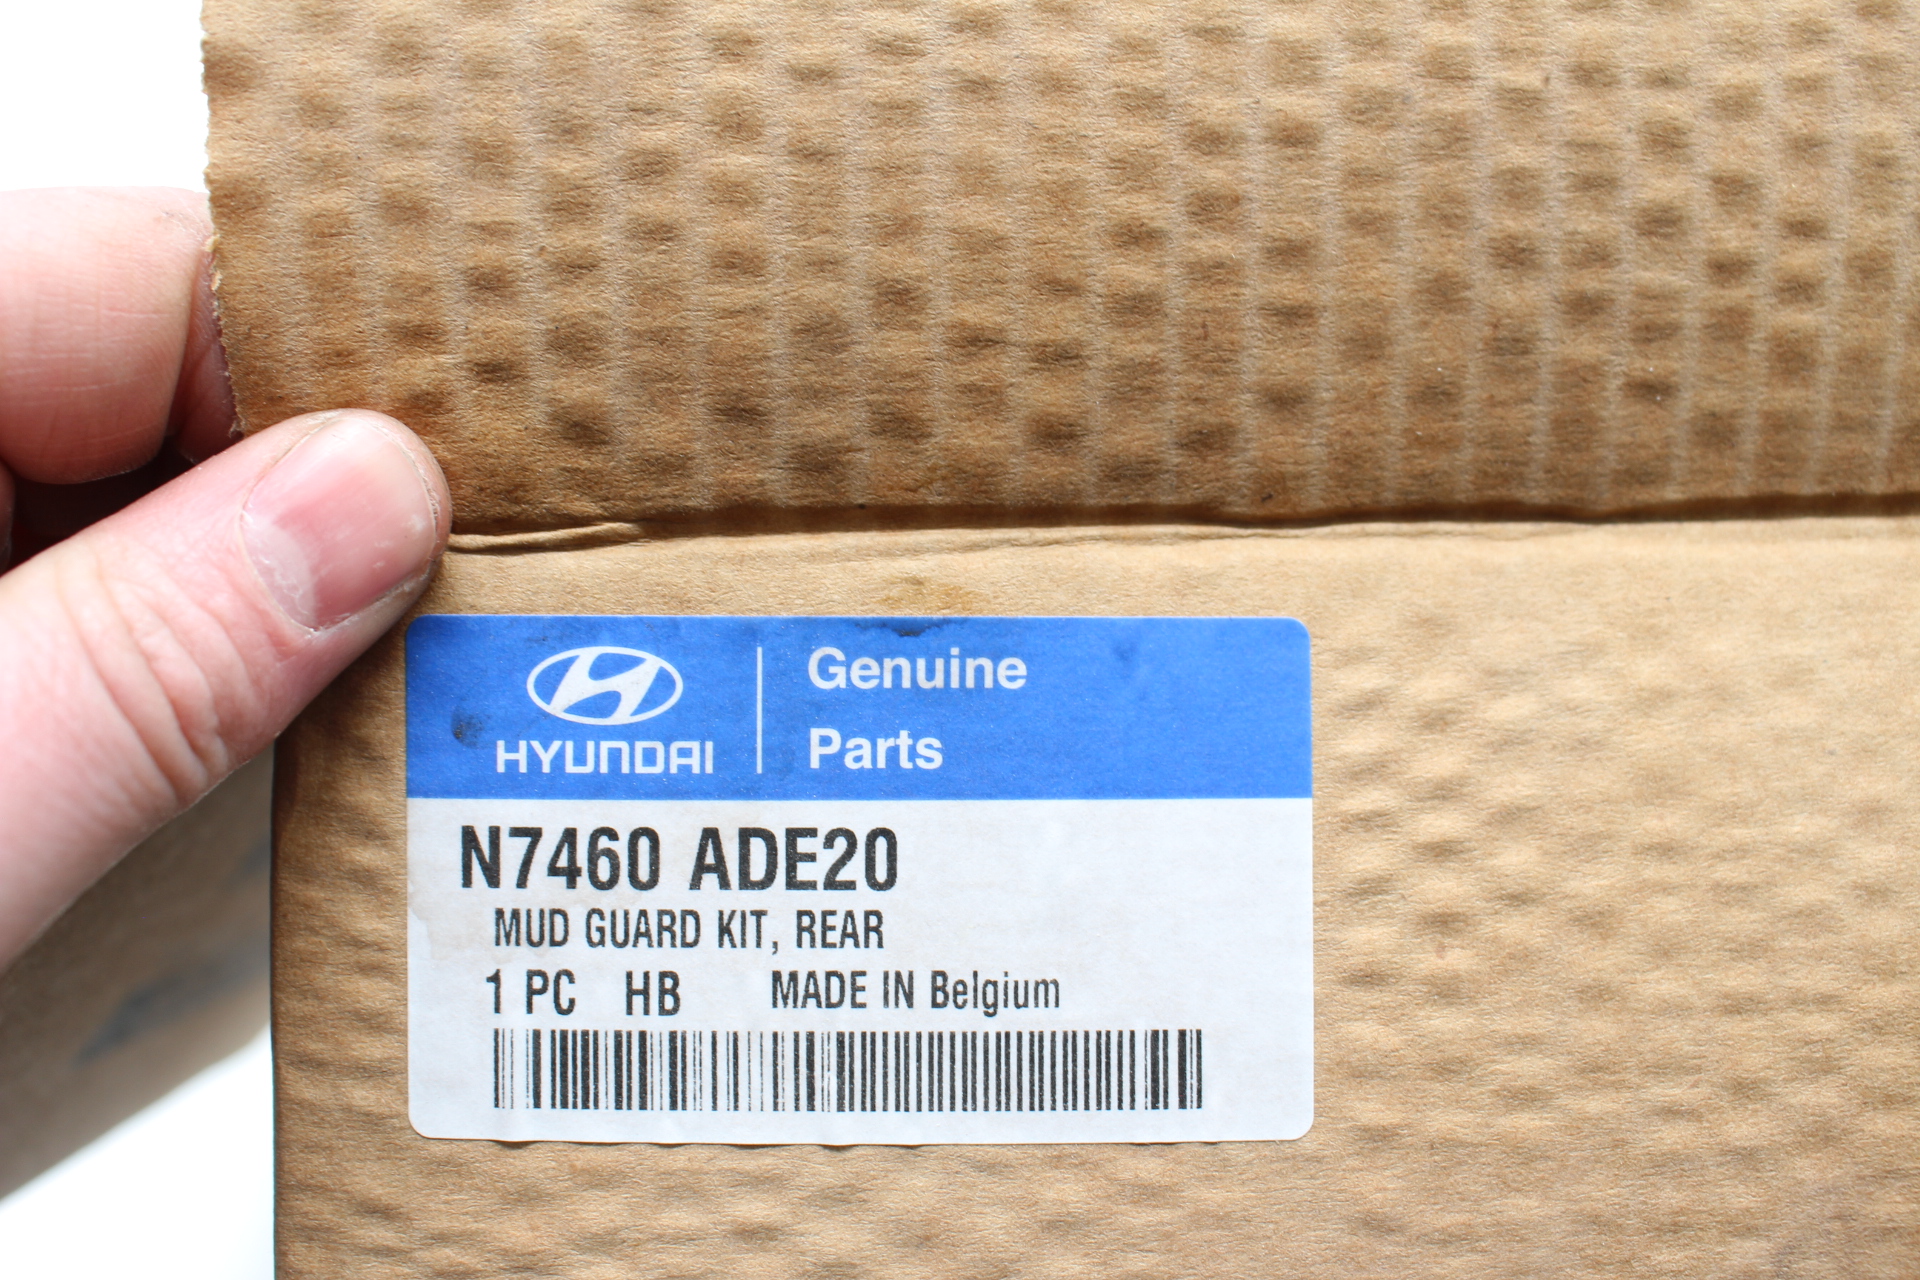 HYUNDAI
Genuine
Parts
N7460 ADE20
MUD GUARD KIT, REAR
1 PC HB MADE IN Belgium